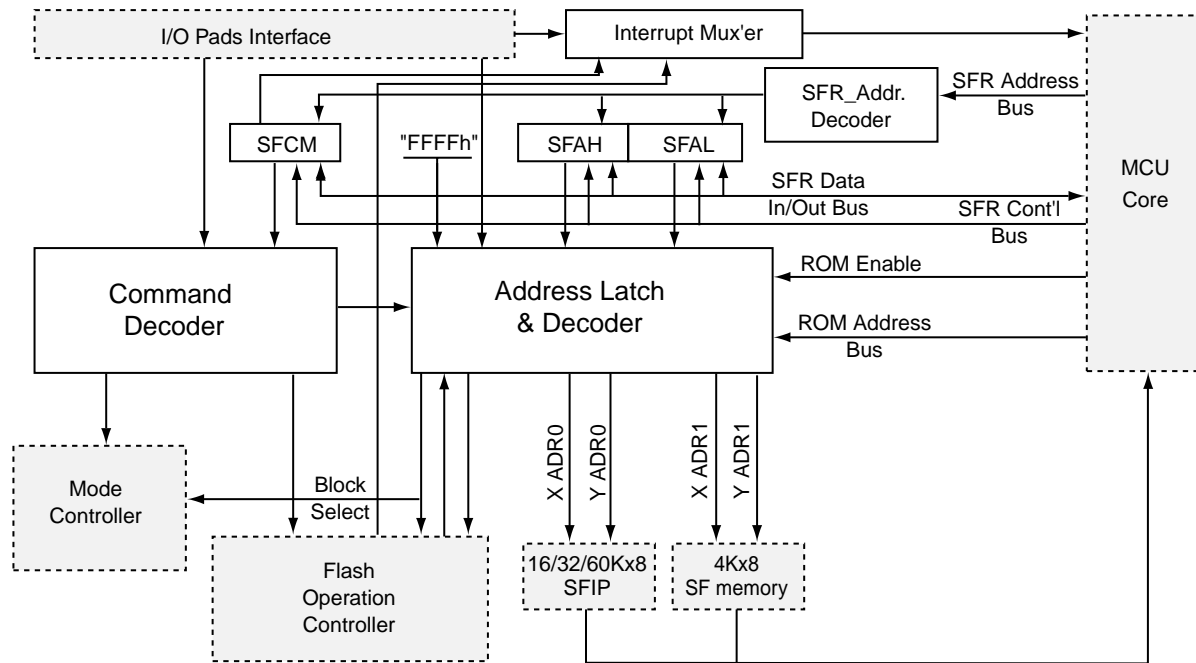 I/O Pads Interface
Interrupt Mux'er
SFR_Addr.
Decoder
SFR Address
Bus
MCU
Core
SFCM
"FFFFh"
SFAH
SFAL
SFR Data
In/Out Bus
SFR Cont'l
Bus
Command
Decoder
Address Latch
& Decoder
ROM Enable
ROM Address
Bus
X ADR0
Y ADR0
X ADR1
Y ADR1
Mode
Controller
Block
Select
Flash
Operation
Controller
16/32/60Kx8
SFIP
4Kx8
SF memory